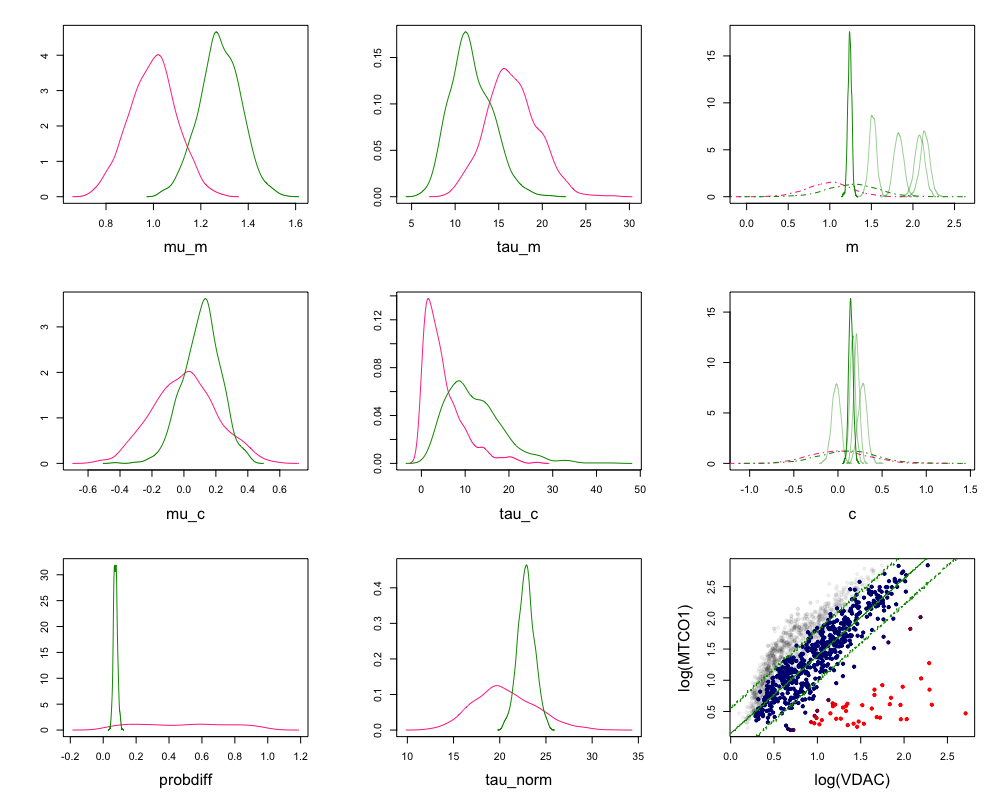 4
3
2
1
0
0.8 1.0 1.2 1.4 1.6
mu_m
0.15
0.10
0.05
0.00
5 10 15 20 25 30
tau_m
15
10
5
0
0.0 0.5 1.0 1.5 2.0 2.5
m
3
2
1
0
-0.6 -0.4 -0.2 0.0 0.2 0.4 0.6
mu_c
0.12
0.08
0.04
0.00
0 10 20 30 40 50
tau_c
15
10
5
0
-1.0 -0.5 0.0 0.5 1.0 1.5
c
30
25
20
15
10
5
0
-0.2 0.0 0.2 0.4 0.6 0.8 1.0 1.2
probdiff
0.4
0.3
0.2
0.1
0.0
10 15 20 25 30 35
tau_norm
log(MTCO1)
2.5
2.0
1.5
1.0
0.5
0.0 0.5 1.0 1.5 2.0 2.5
log(VDAC)